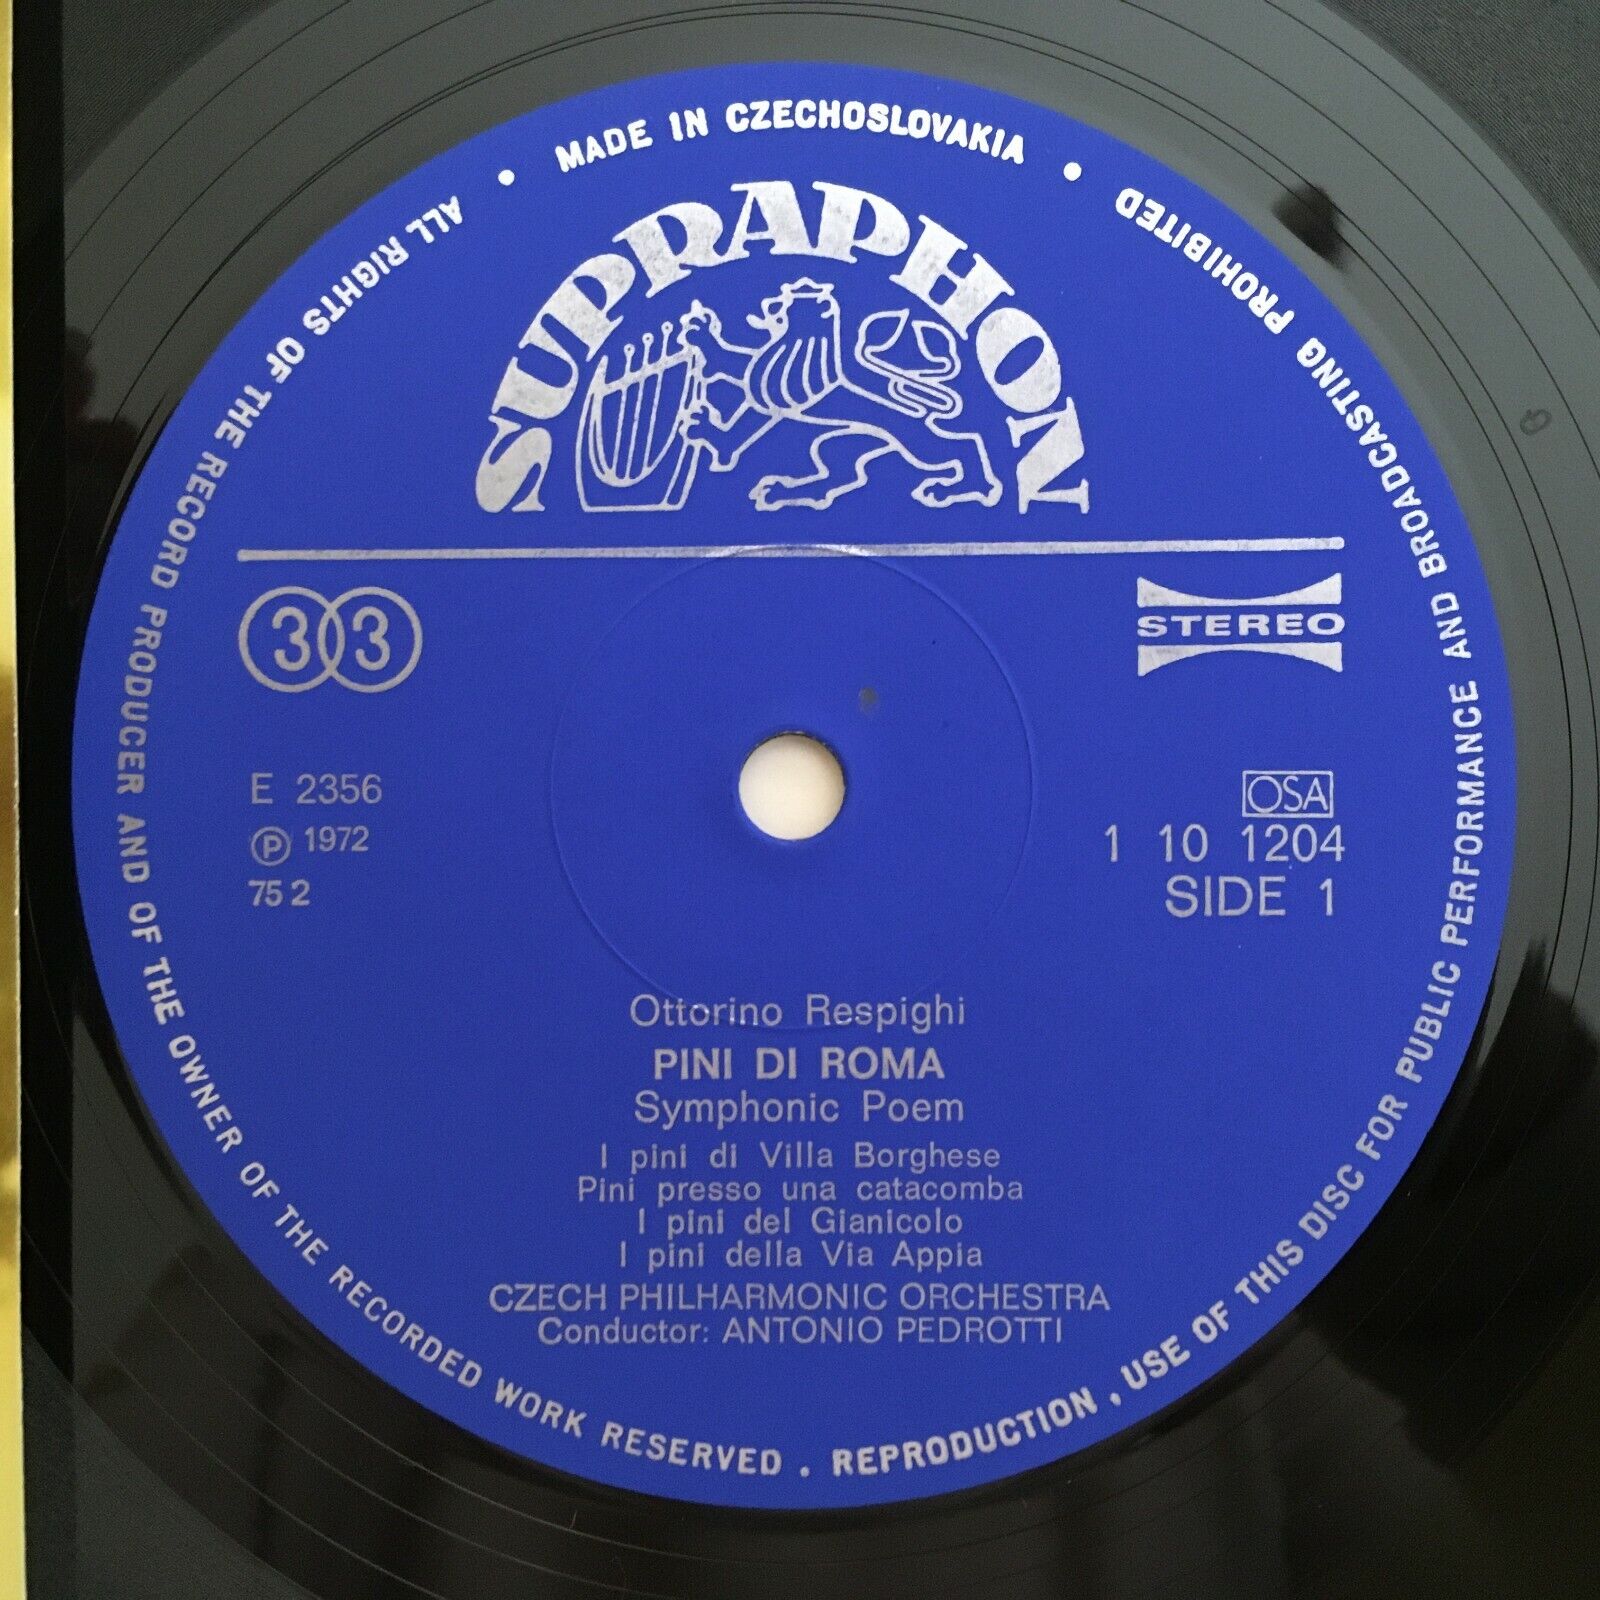 MADE IN CZECHOSLOVAKIA
SUPRAPHON
33
STEREO
E 2356
℗ 1972
75 2
OSA
1 10 1204
SIDE 1
Ottorino Respighi
PINI DI ROMA
Symphonic Poem
I pini di Villa Borghese
Pini presso una catacomba
I pini del Gianicolo
I pini della Via Appia
CZECH PHILHARMONIC ORCHESTRA
Conductor: ANTONIO PEDROTTI
ALL RIGHTS OF THE RECORD PRODUCER AND OF THE OWNER OF THE RECORDED WORK RESERVED . REPRODUCTION , USE OF THIS DISC FOR PUBLIC PERFORMANCE AND BROADCASTING PROHIBITED